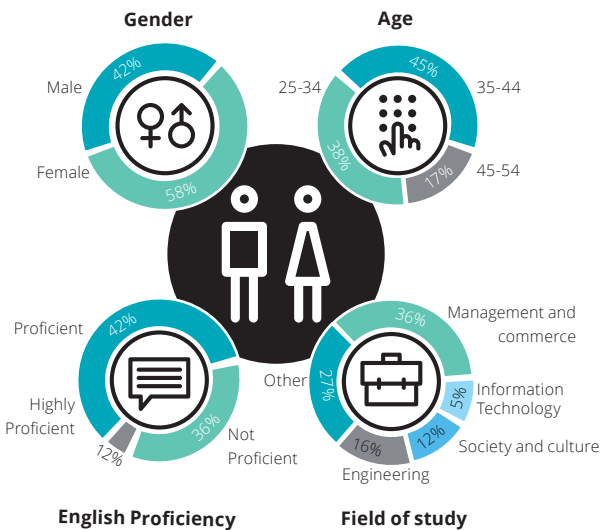 Gender
Age
42%
Male
Female
58%
45%
25-34
35-44
38%
17%
45-54
42%
Proficient
Highly
Proficient
12%
36%
Not
Proficient
36%
Management and
commerce
Other
27%
5%
Information
Technology
12%
Society and culture
16%
Engineering
English Proficiency
Field of study